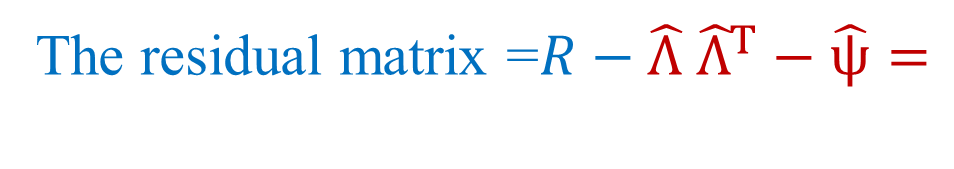 The residual matrix =R − Λ̂ Λ̂ᵀ − ψ̂ =